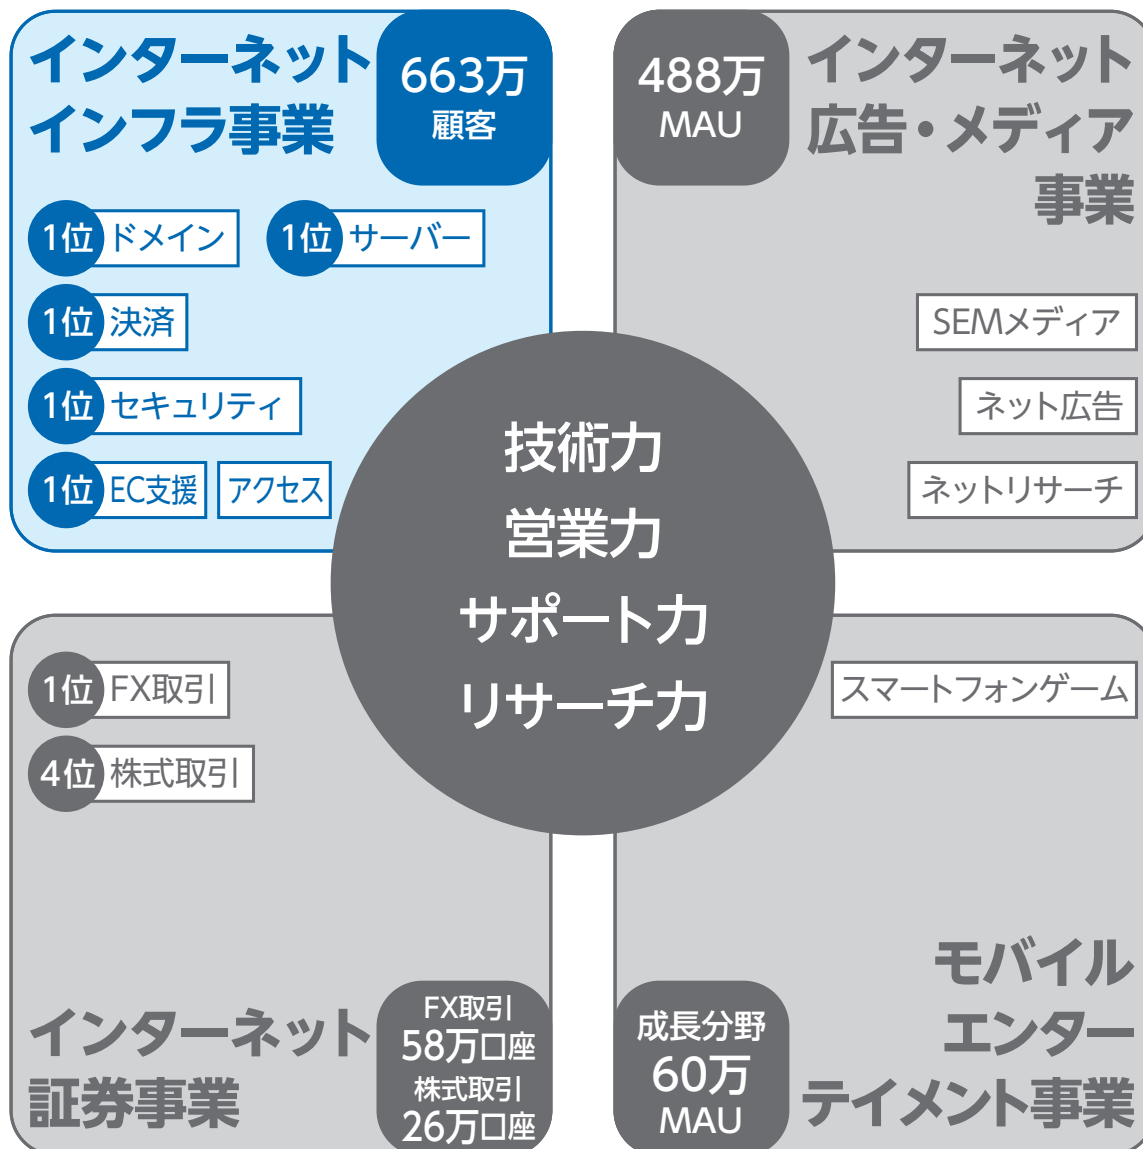 インターネット
インフラ事業
663万
顧客
1位 ドメイン
1位 サーバー
1位 決済
1位 セキュリティ
1位 EC支援
アクセス
488万
MAU
インターネット
広告・メディア
事業
SEMメディア
ネット広告
ネットリサーチ
技術力
営業力
サポート力
リサーチ力
1位 FX取引
4位 株式取引
インターネット
証券事業
FX取引
58万口座
株式取引
26万口座
スマートフォンゲーム
成長分野
60万
MAU
モバイル
エンター
テイメント事業